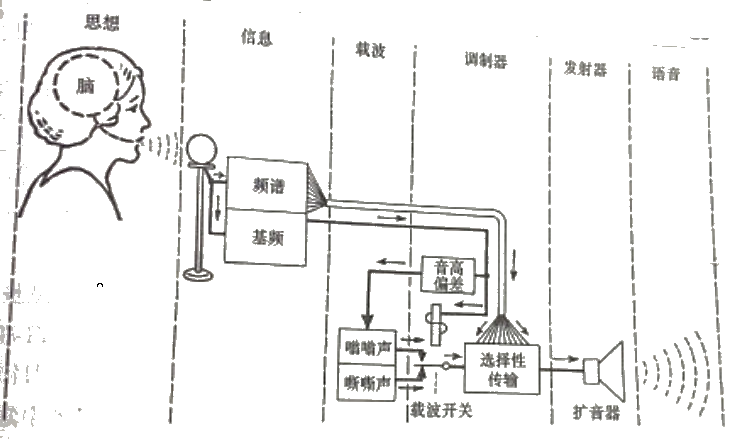 思想
信息
载波
调制器
发射器
语音
脑
频谱
基频
音高
偏差
嗡嗡声
嘶嘶声
选择性
传输
载波开关
扩音器